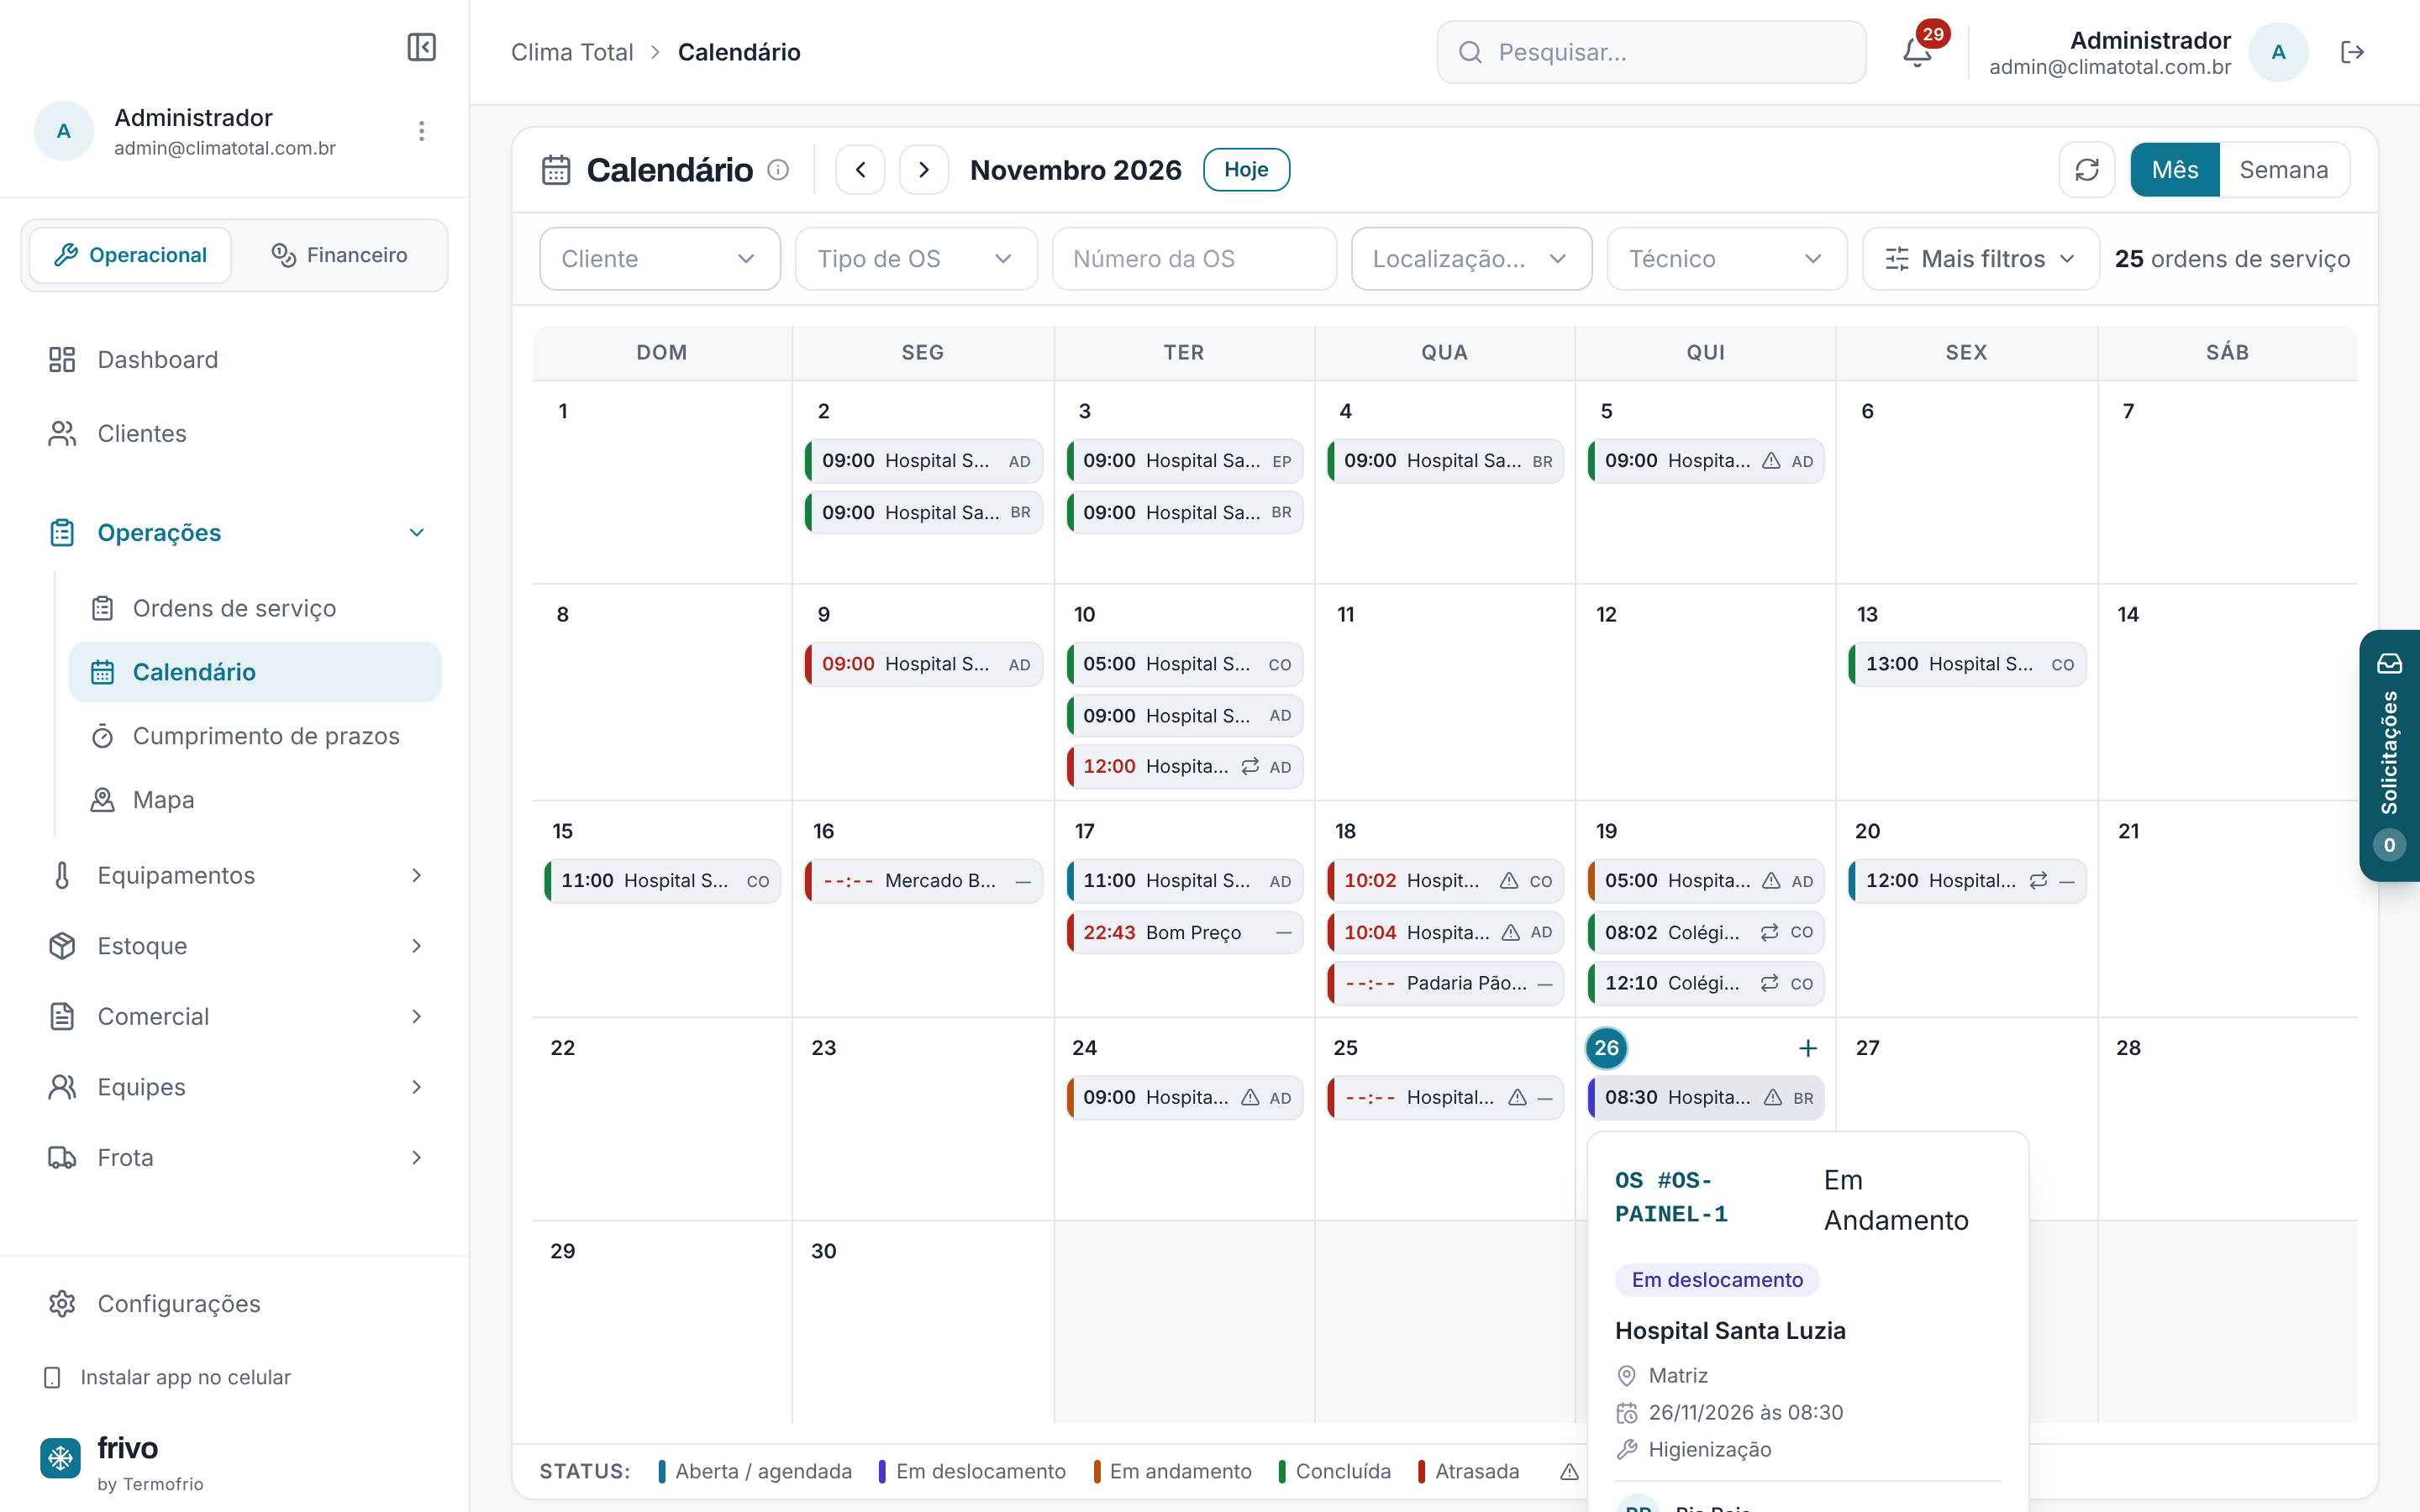 Administrador
admin@climatotal.com.br
A
Operacional
Financeiro
Dashboard
Clientes
Operações
Ordens de serviço
Calendário
Cumprimento de prazos
Mapa
Equipamentos
Estoque
Comercial
Equipes
Frota
Configurações
Instalar app no celular
frivo
by Termofrio
Clima Total > Calendário
Pesquisar...
29
Administrador
admin@climatotal.com.br
A
Calendário
Novembro 2026
Hoje
Mês
Semana
Cliente
Tipo de OS
Número da OS
Localização...
Técnico
Mais filtros
25 ordens de serviço
DOM SEG TER QUA QUI SEX SÁB
1
2
09:00 Hospital S... AD
09:00 Hospital Sa... BR
3
09:00 Hospital Sa... EP
09:00 Hospital Sa... BR
4
09:00 Hospital Sa... BR
5
09:00 Hospita... AD
6
7
8
9
09:00 Hospital S... AD
10
05:00 Hospital S... CO
09:00 Hospital S... AD
12:00 Hospita... AD
11
12
13
13:00 Hospital S... CO
14
15
11:00 Hospital S... CO
16
--:-- Mercado B... —
17
11:00 Hospital S... AD
22:43 Bom Preço —
18
10:02 Hospit... CO
10:04 Hospita... AD
--:-- Padaria Pão... —
19
05:00 Hospita... AD
08:02 Colégi... CO
12:10 Colégi... CO
20
12:00 Hospital... —
21
22
23
24
09:00 Hospita... AD
25
--:-- Hospital... —
26
08:30 Hospita... BR
27
28
29
30
OS #OS-
PAINEL-1
Em
Andamento
Em deslocamento
Hospital Santa Luzia
Matriz
26/11/2026 às 08:30
Higienização
STATUS:
Aberta / agendada
Em deslocamento
Em andamento
Concluída
Atrasada
Solicitações
0